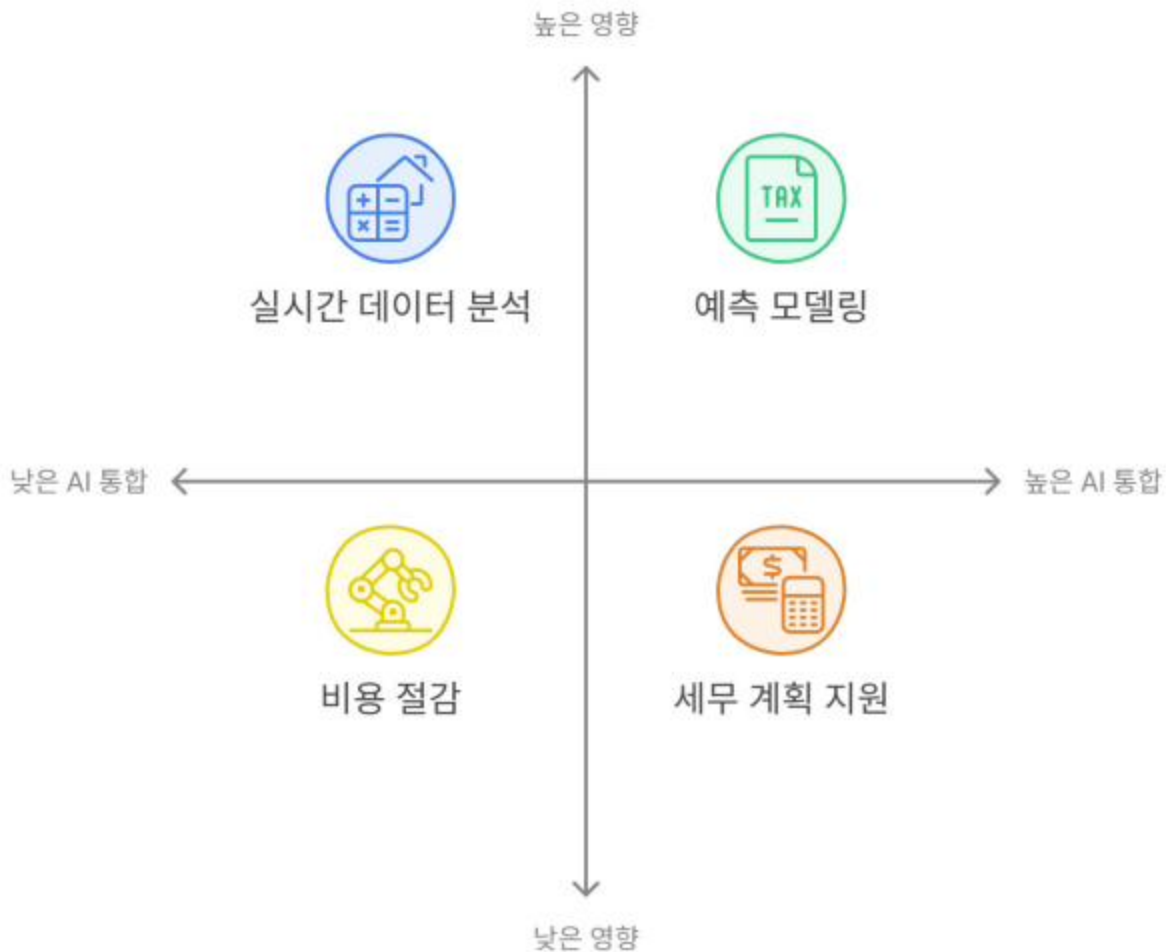 높은 영향
TAX
실시간 데이터 분석
예측 모델링
낮은 AI 통합
높은 AI 통합
$
비용 절감
세무 계획 지원
낮은 영향